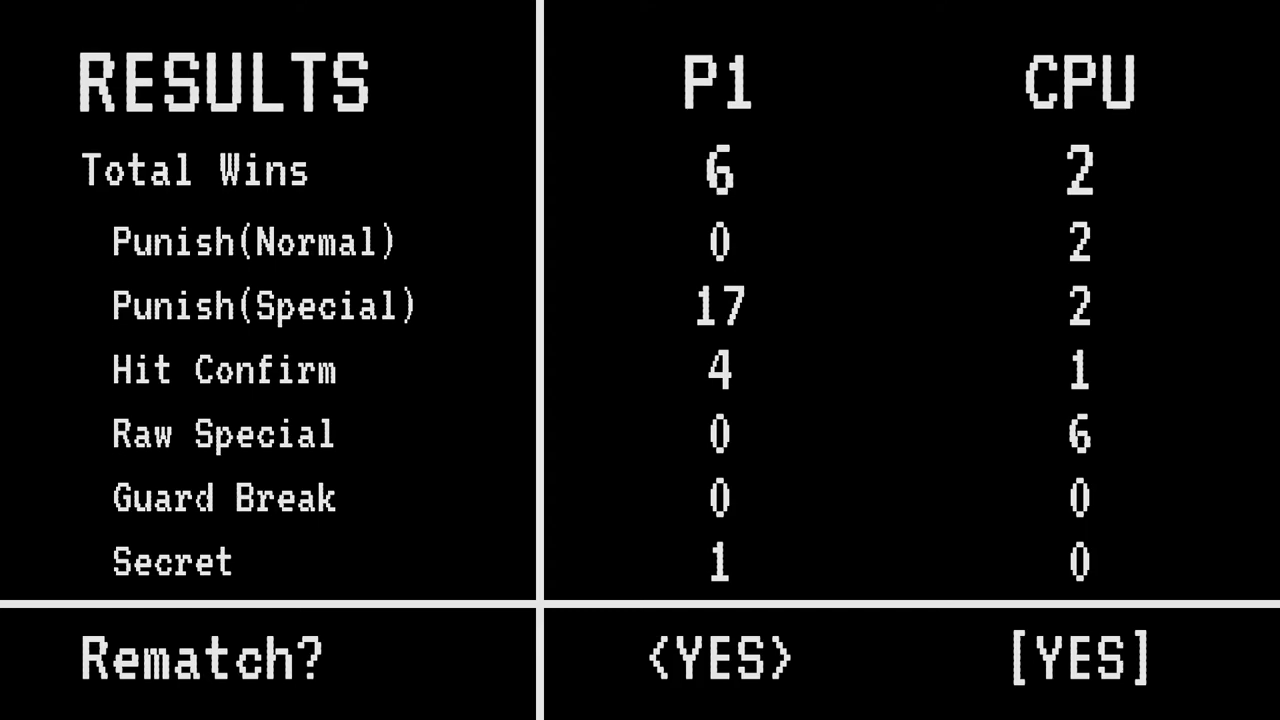 RESULTS P1 CPU
Total Wins 6 2
Punish(Normal) 0 2
Punish(Special) 17 2
Hit Confirm 4 1
Raw Special 0 6
Guard Break 0 0
Secret 1 0
Rematch? <YES> [YES]